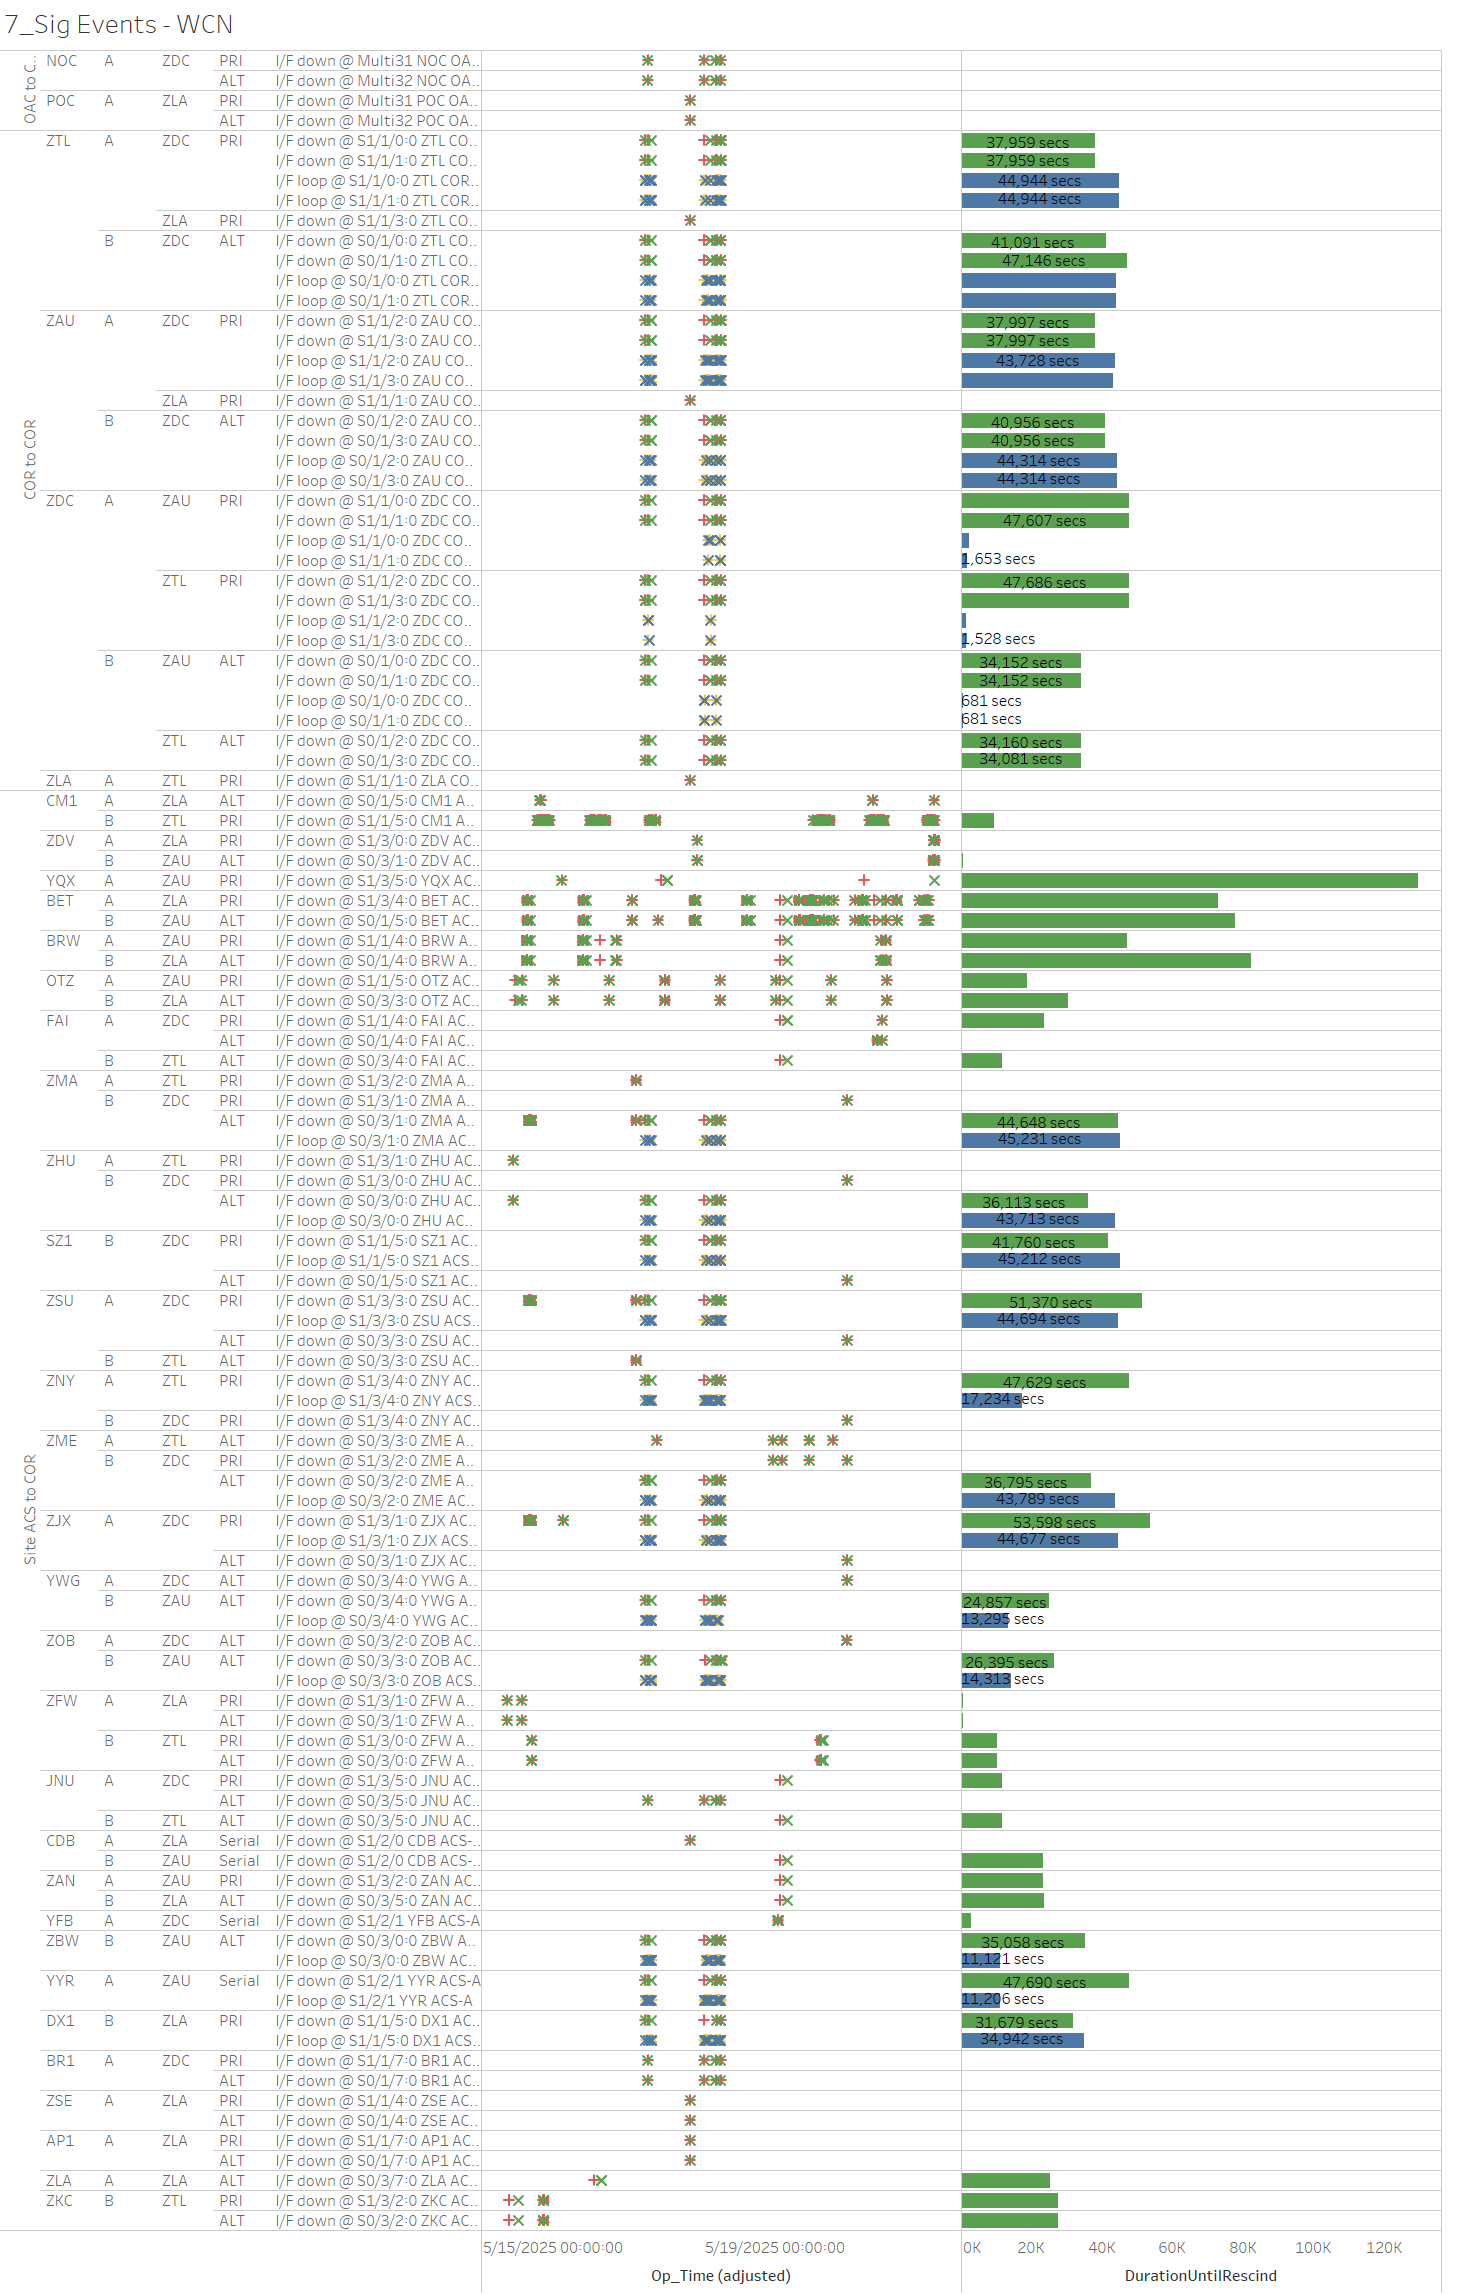 7_Sig Events - WCN
OAC to C..
NOC A ZDC PRI I/F down @ Multi31 NOC OA..
ALT I/F down @ Multi32 NOC OA..
POC A ZLA PRI I/F down @ Multi31 POC OA..
ALT I/F down @ Multi32 POC OA..
COR to COR
ZTL A ZDC PRI I/F down @ S1/1/0:0 ZTL CO.. 37,959 secs
I/F down @ S1/1/1:0 ZTL CO.. 37,959 secs
I/F loop @ S1/1/0:0 ZTL COR.. 44,944 secs
I/F loop @ S1/1/1:0 ZTL COR.. 44,944 secs
ZLA PRI I/F down @ S1/1/3:0 ZTL CO..
B ZDC ALT I/F down @ S0/1/0:0 ZTL CO.. 41,091 secs
I/F down @ S0/1/1:0 ZTL CO.. 47,146 secs
I/F loop @ S0/1/0:0 ZTL COR..
I/F loop @ S0/1/1:0 ZTL COR..
ZAU A ZDC PRI I/F down @ S1/1/2:0 ZAU CO.. 37,997 secs
I/F down @ S1/1/3:0 ZAU CO.. 37,997 secs
I/F loop @ S1/1/2:0 ZAU CO.. 43,728 secs
I/F loop @ S1/1/3:0 ZAU CO..
ZLA PRI I/F down @ S1/1/1:0 ZAU CO..
B ZDC ALT I/F down @ S0/1/2:0 ZAU CO.. 40,956 secs
I/F down @ S0/1/3:0 ZAU CO.. 40,956 secs
I/F loop @ S0/1/2:0 ZAU CO.. 44,314 secs
I/F loop @ S0/1/3:0 ZAU CO.. 44,314 secs
ZDC A ZAU PRI I/F down @ S1/1/0:0 ZDC CO..
I/F down @ S1/1/1:0 ZDC CO.. 47,607 secs
I/F loop @ S1/1/0:0 ZDC CO..
I/F loop @ S1/1/1:0 ZDC CO.. 1,653 secs
ZTL PRI I/F down @ S1/1/2:0 ZDC CO.. 47,686 secs
I/F down @ S1/1/3:0 ZDC CO..
I/F loop @ S1/1/2:0 ZDC CO..
I/F loop @ S1/1/3:0 ZDC CO.. 1,528 secs
B ZAU ALT I/F down @ S0/1/0:0 ZDC CO.. 34,152 secs
I/F down @ S0/1/1:0 ZDC CO.. 34,152 secs
I/F loop @ S0/1/0:0 ZDC CO.. 681 secs
I/F loop @ S0/1/1:0 ZDC CO.. 681 secs
ZTL ALT I/F down @ S0/1/2:0 ZDC CO.. 34,160 secs
I/F down @ S0/1/3:0 ZDC CO.. 34,081 secs
ZLA A ZTL PRI I/F down @ S1/1/1:0 ZLA CO..
Site ACS to COR
CM1 A ZLA ALT I/F down @ S0/1/5:0 CM1 A..
B ZTL PRI I/F down @ S1/1/5:0 CM1 A..
ZDV A ZLA PRI I/F down @ S1/3/0:0 ZDV AC..
B ZAU ALT I/F down @ S0/3/1:0 ZDV AC..
YQX A ZAU PRI I/F down @ S1/3/5:0 YQX AC..
BET A ZLA PRI I/F down @ S1/3/4:0 BET AC..
B ZAU ALT I/F down @ S0/1/5:0 BET AC..
BRW A ZAU PRI I/F down @ S1/1/4:0 BRW A..
B ZLA ALT I/F down @ S0/1/4:0 BRW A..
OTZ A ZAU PRI I/F down @ S1/1/5:0 OTZ AC..
B ZLA ALT I/F down @ S0/3/3:0 OTZ AC..
FAI A ZDC PRI I/F down @ S1/1/4:0 FAI AC..
ALT I/F down @ S0/1/4:0 FAI AC..
B ZTL ALT I/F down @ S0/3/4:0 FAI AC..
ZMA A ZTL PRI I/F down @ S1/3/2:0 ZMA A..
B ZDC PRI I/F down @ S1/3/1:0 ZMA A..
ALT I/F down @ S0/3/1:0 ZMA A.. 44,648 secs
I/F loop @ S0/3/1:0 ZMA AC.. 45,231 secs
ZHU A ZTL PRI I/F down @ S1/3/1:0 ZHU AC..
B ZDC PRI I/F down @ S1/3/0:0 ZHU AC..
ALT I/F down @ S0/3/0:0 ZHU AC.. 36,113 secs
I/F loop @ S0/3/0:0 ZHU AC.. 43,713 secs
SZ1 B ZDC PRI I/F down @ S1/1/5:0 SZ1 AC.. 41,760 secs
I/F loop @ S1/1/5:0 SZ1 ACS.. 45,212 secs
ALT I/F down @ S0/1/5:0 SZ1 AC..
ZSU A ZDC PRI I/F down @ S1/3/3:0 ZSU AC.. 51,370 secs
I/F loop @ S1/3/3:0 ZSU ACS.. 44,694 secs
ALT I/F down @ S0/3/3:0 ZSU AC..
B ZTL ALT I/F down @ S0/3/3:0 ZSU AC..
ZNY A ZTL PRI I/F down @ S1/3/4:0 ZNY AC.. 47,629 secs
I/F loop @ S1/3/4:0 ZNY ACS.. 17,234 secs
B ZDC PRI I/F down @ S1/3/4:0 ZNY AC..
ZME A ZTL ALT I/F down @ S0/3/3:0 ZME A..
B ZDC PRI I/F down @ S1/3/2:0 ZME A..
ALT I/F down @ S0/3/2:0 ZME A.. 36,795 secs
I/F loop @ S0/3/2:0 ZME AC.. 43,789 secs
ZJX A ZDC PRI I/F down @ S1/3/1:0 ZJX AC.. 53,598 secs
I/F loop @ S1/3/1:0 ZJX ACS.. 44,677 secs
ALT I/F down @ S0/3/1:0 ZJX AC..
YWG A ZDC ALT I/F down @ S0/3/4:0 YWG A..
B ZAU ALT I/F down @ S0/3/4:0 YWG A.. 24,857 secs
I/F loop @ S0/3/4:0 YWG AC.. 13,295 secs
ZOB A ZDC ALT I/F down @ S0/3/2:0 ZOB AC..
B ZAU ALT I/F down @ S0/3/3:0 ZOB AC.. 26,395 secs
I/F loop @ S0/3/3:0 ZOB ACS.. 14,313 secs
ZFW A ZLA PRI I/F down @ S1/3/1:0 ZFW A..
ALT I/F down @ S0/3/1:0 ZFW A..
B ZTL PRI I/F down @ S1/3/0:0 ZFW A..
ALT I/F down @ S0/3/0:0 ZFW A..
JNU A ZDC PRI I/F down @ S1/3/5:0 JNU AC..
ALT I/F down @ S0/3/5:0 JNU AC..
B ZTL ALT I/F down @ S0/3/5:0 JNU AC..
CDB A ZLA Serial I/F down @ S1/2/0 CDB ACS-..
B ZAU Serial I/F down @ S1/2/0 CDB ACS-..
ZAN A ZAU PRI I/F down @ S1/3/2:0 ZAN AC..
B ZLA ALT I/F down @ S0/3/5:0 ZAN AC..
YFB A ZDC Serial I/F down @ S1/2/1 YFB ACS-A
ZBW B ZAU ALT I/F down @ S0/3/0:0 ZBW A.. 35,058 secs
I/F loop @ S0/3/0:0 ZBW AC.. 11,121 secs
YYR A ZAU Serial I/F down @ S1/2/1 YYR ACS-A 47,690 secs
I/F loop @ S1/2/1 YYR ACS-A 11,206 secs
DX1 B ZLA PRI I/F down @ S1/1/5:0 DX1 AC.. 31,679 secs
I/F loop @ S1/1/5:0 DX1 ACS.. 34,942 secs
BR1 A ZDC PRI I/F down @ S1/1/7:0 BR1 AC..
ALT I/F down @ S0/1/7:0 BR1 AC..
ZSE A ZLA PRI I/F down @ S1/1/4:0 ZSE AC..
ALT I/F down @ S0/1/4:0 ZSE AC..
AP1 A ZLA PRI I/F down @ S1/1/7:0 AP1 AC..
ALT I/F down @ S0/1/7:0 AP1 AC..
ZLA A ZLA ALT I/F down @ S0/3/7:0 ZLA AC..
ZKC B ZTL PRI I/F down @ S1/3/2:0 ZKC AC..
ALT I/F down @ S0/3/2:0 ZKC AC..
5/15/2025 00:00:00 5/19/2025 00:00:00 0K 20K 40K 60K 80K 100K 120K
Op_Time (adjusted) DurationUntilRescind